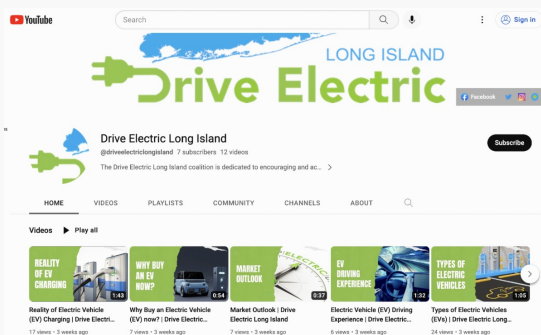 YouTube
Search
Sign in
LONG ISLAND
Drive Electric
Facebook
Drive Electric Long Island
@driveelectriclongisland 7 subscribers 12 videos
The Drive Electric Long Island coalition is dedicated to encouraging and ac...
Subscribe
HOME VIDEOS PLAYLISTS COMMUNITY CHANNELS ABOUT
Videos Play all
REALITY
OF EV
CHARGING
1:43
WHY BUY
AN EV
NOW?
0:54
MARKET
OUTLOOK
0:37
EV
DRIVING
EXPERIENCE
1:32
TYPES OF
ELECTRIC
VEHICLES
1:05
Reality of Electric Vehicle
(EV) Charging | Drive Electri...
17 views • 3 weeks ago
Why Buy an Electric Vehicle
(EV) now? | Drive Electric...
7 views • 3 weeks ago
Market Outlook | Drive
Electric Long Island
7 views • 3 weeks ago
Electric Vehicle (EV) Driving
Experience | Drive Electric...
6 views • 3 weeks ago
Types of Electric Vehicles
(EVs) | Drive Electric Long...
24 views • 3 weeks ago